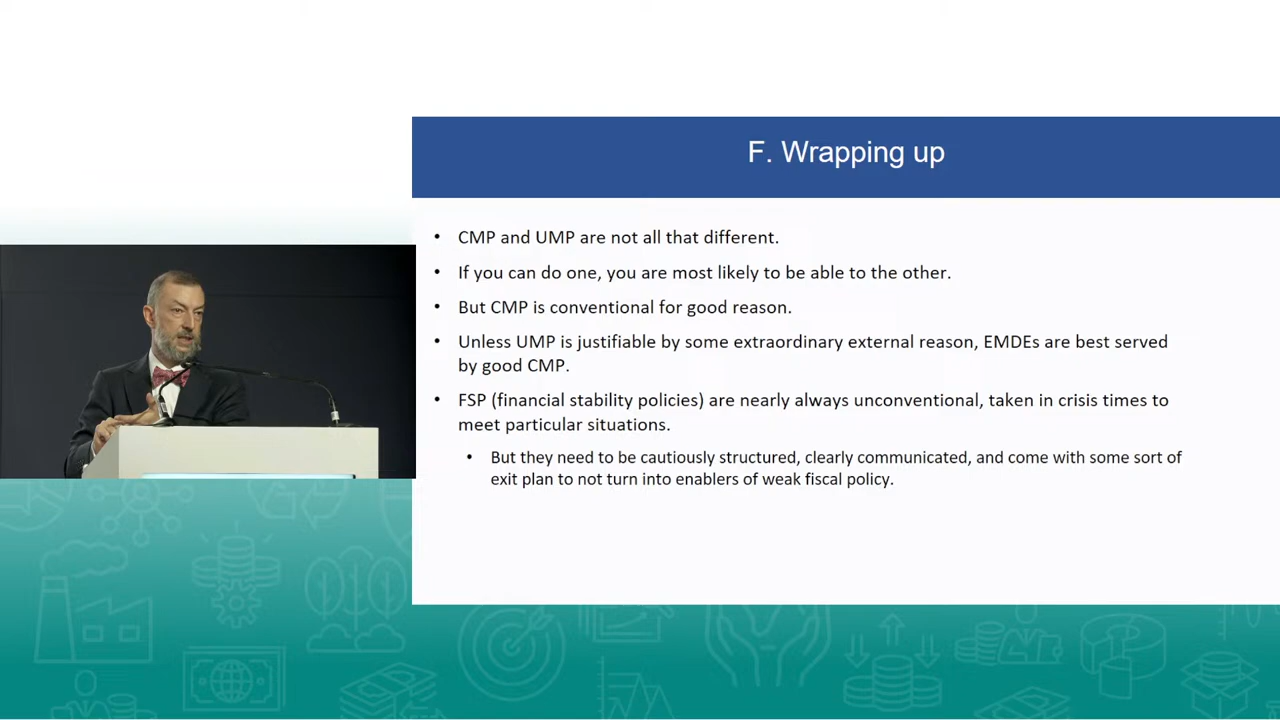 F. Wrapping up
• CMP and UMP are not all that different.
• If you can do one, you are most likely to be able to the other.
• But CMP is conventional for good reason.
• Unless UMP is justifiable by some extraordinary external reason, EMDEs are best served
by good CMP.
• FSP (financial stability policies) are nearly always unconventional, taken in crisis times to
meet particular situations.
• But they need to be cautiously structured, clearly communicated, and come with some sort of
exit plan to not turn into enablers of weak fiscal policy.